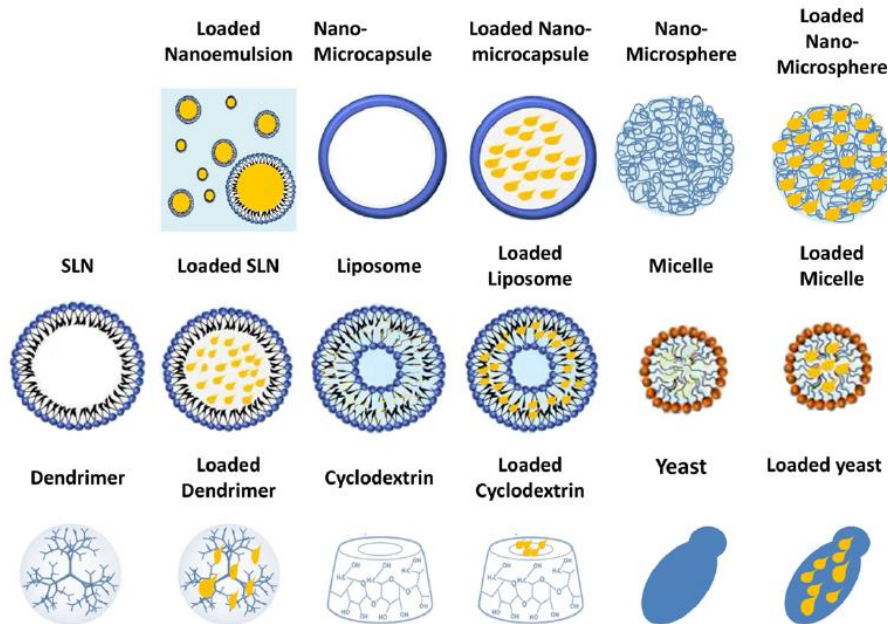 Loaded
Nanoemulsion
Nano-
Microcapsule
Loaded Nano-
microcapsule
Nano-
Microsphere
Loaded
Nano-
Microsphere
SLN
Loaded SLN
Liposome
Loaded
Liposome
Micelle
Loaded
Micelle
Dendrimer
Loaded
Dendrimer
Cyclodextrin
Loaded
Cyclodextrin
Yeast
Loaded yeast